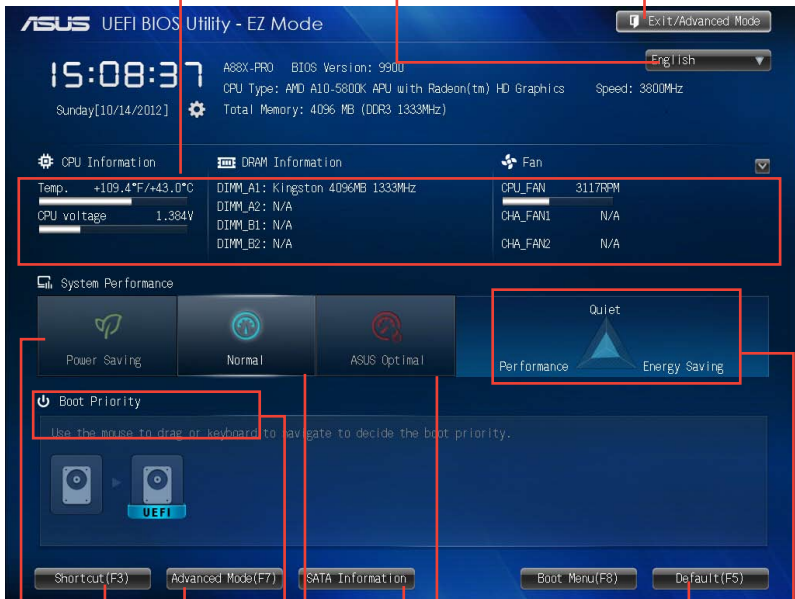 ASUS UEFI BIOS Utility - EZ Mode
Exit/Advanced Mode
English
15:08:37
Sunday[10/14/2012]
A88X-PRO BIOS Version: 9900
CPU Type: AMD A10-5800K APU with Radeon(tm) HD Graphics Speed: 3800MHz
Total Memory: 4096 MB (DDR3 1333MHz)
CPU Information
Temp. +109.4°F/+43.0°C
CPU voltage 1.384V
DRAM Information
DIMM_A1: Kingston 4096MB 1333MHz
DIMM_A2: N/A
DIMM_B1: N/A
DIMM_B2: N/A
Fan
CPU_FAN 3117RPM
CHA_FAN1 N/A
CHA_FAN2 N/A
System Performance
Power Saving
Normal
ASUS Optimal
Quiet
Performance
Energy Saving
Boot Priority
Use the mouse to drag or keyboard to navigate to decide the boot priority.
UEFI
Shortcut(F3)
Advanced Mode(F7)
SATA Information
Boot Menu(F8)
Default(F5)